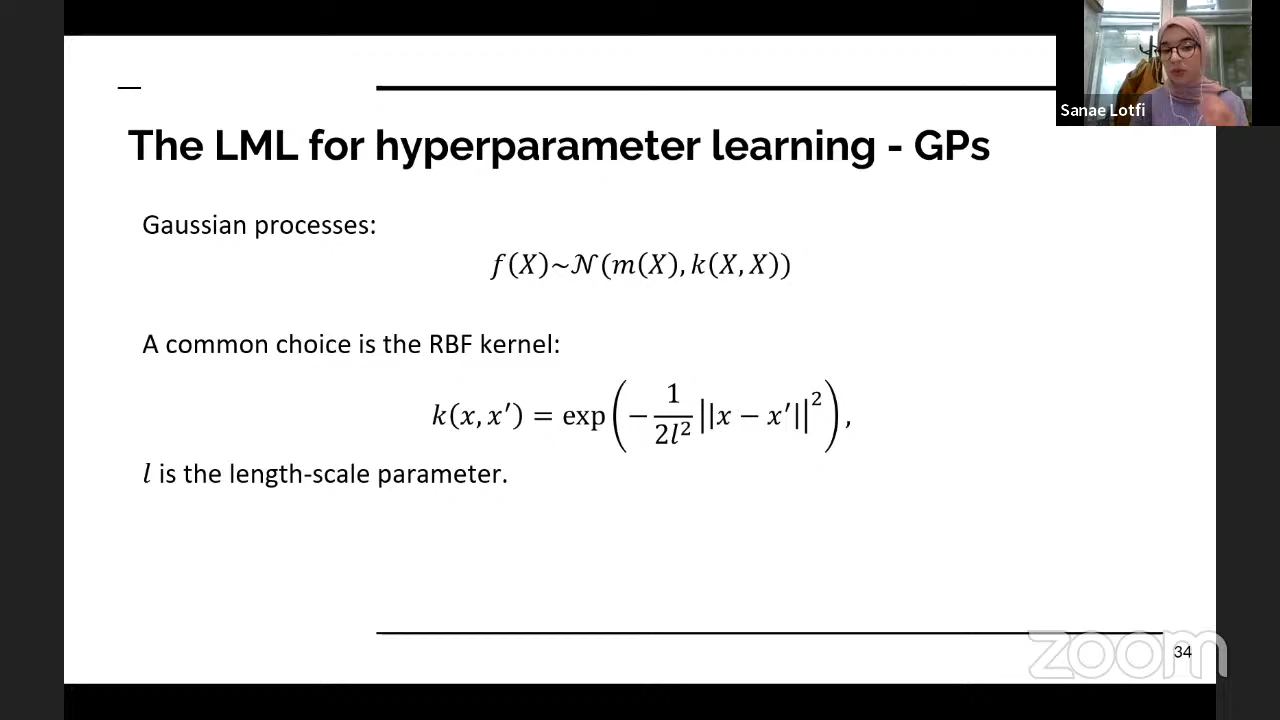 Sanae Lotfi
The LML for hyperparameter learning - GPs
Gaussian processes:
f(X)~𝒩(m(X), k(X, X))
A common choice is the RBF kernel:
k(x, x′) = exp(−1/2l² ||x − x′||²),
l is the length-scale parameter.
zoom
34